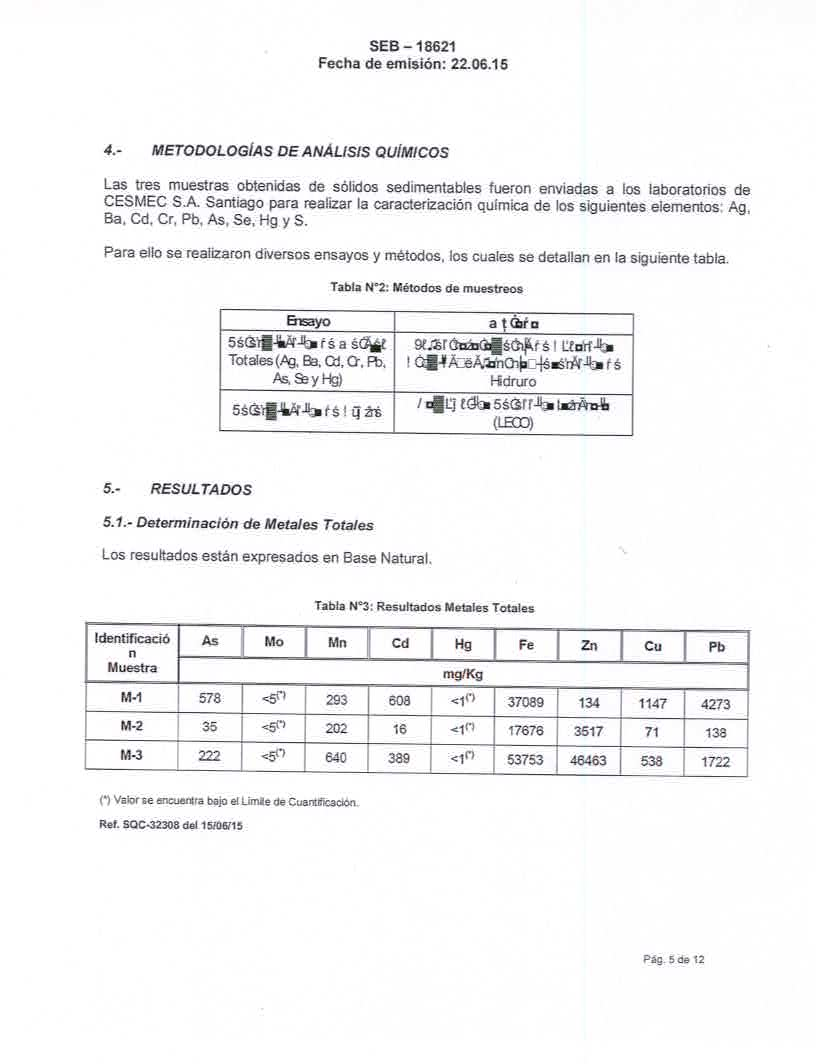 SEB – 18621
Fecha de emisión: 22.06.15
4.- METODOLOGÍAS DE ANÁLISIS QUÍMICOS
Las tres muestras obtenidas de sólidos sedimentables fueron enviadas a los laboratorios de
CESMEC S.A. Santiago para realizar la caracterización química de los siguientes elementos: Ag,
Ba, Cd, Cr, Pb, As, Se, Hg y S.
Para ello se realizaron diversos ensayos y métodos, los cuales se detallan en la siguiente tabla.
Tabla N°2: Métodos de muestreos
Ensayo
Totales (Ag, Ba, Cd, Cr, Pb,
As, Se y Hg)
Hidruro
(LECO)
5.- RESULTADOS
5.1.- Determinación de Metales Totales
Los resultados están expresados en Base Natural.
Tabla N°3: Resultados Metales Totales
Identificació
n
Muestra
As Mo Mn Cd Hg Fe Zn Cu Pb
mg/Kg
M-1 578 <5(*) 293 608 <1(*) 37089 134 1147 4273
M-2 35 <5(*) 202 16 <1(*) 17676 3517 71 138
M-3 222 <5(*) 640 389 <1(*) 53753 46463 538 1722
(*) Valor se encuentra bajo el Limite de Cuantificación.
Ref. SQC-32308 del 15/06/15
Pág. 5 de 12